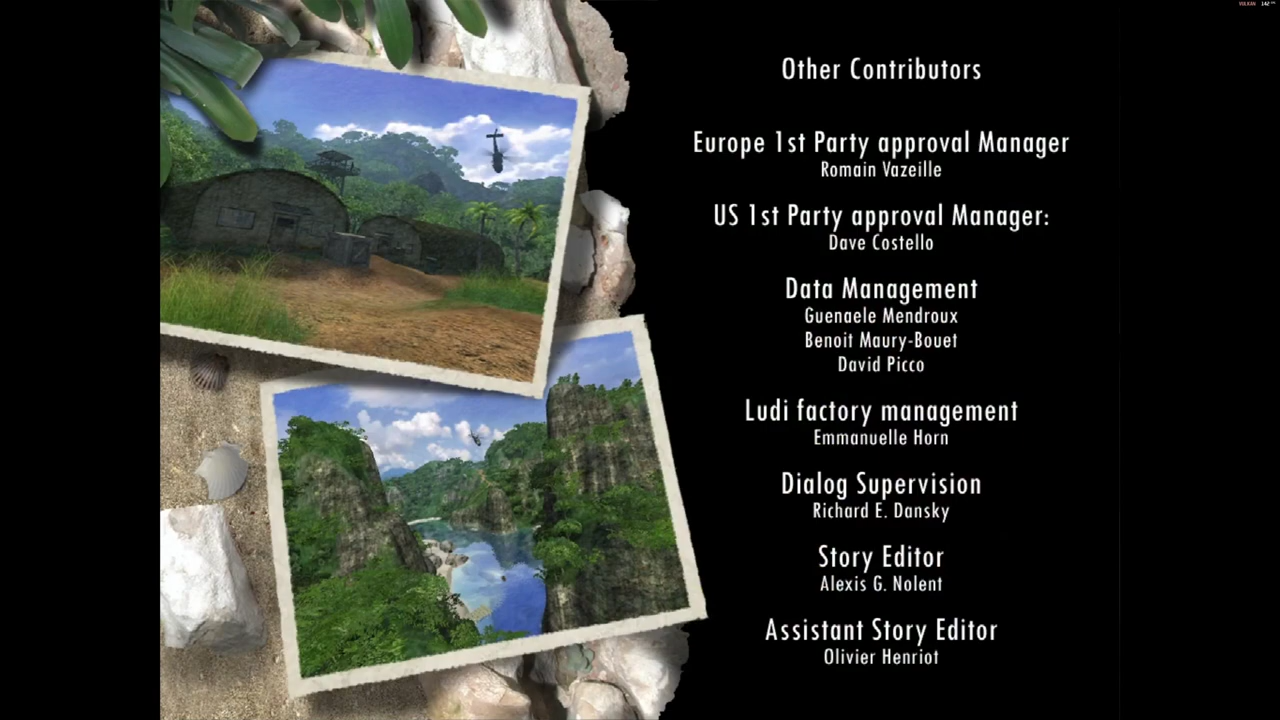 VULKAN 142
Other Contributors
Europe 1st Party approval Manager
Romain Vazeille
US 1st Party approval Manager:
Dave Costello
Data Management
Guenaele Mendroux
Benoit Maury-Bouet
David Picco
Ludi factory management
Emmanuelle Horn
Dialog Supervision
Richard E. Dansky
Story Editor
Alexis G. Nolent
Assistant Story Editor
Olivier Henriot